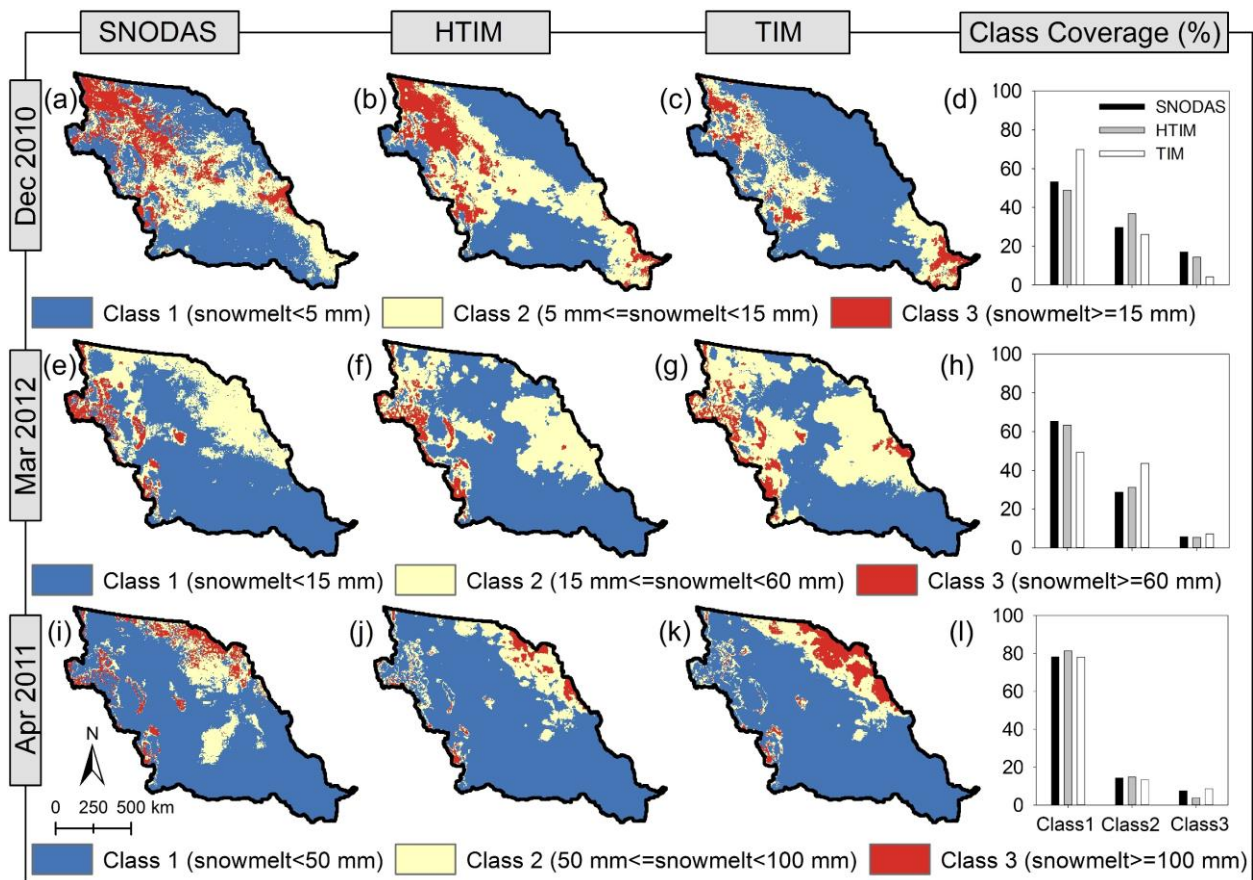 SNODAS HTIM TIM Class Coverage (%)
Dec 2010
(a) (b) (c) (d)
100
80
60
40
20
0
SNODAS
HTIM
TIM
Class 1 (snowmelt<5 mm) Class 2 (5 mm<=snowmelt<15 mm) Class 3 (snowmelt>=15 mm)
Mar 2012
(e) (f) (g) (h)
100
80
60
40
20
0
Class 1 (snowmelt<15 mm) Class 2 (15 mm<=snowmelt<60 mm) Class 3 (snowmelt>=60 mm)
Apr 2011
(i) (j) (k) (l)
100
80
60
40
20
0
Class1 Class2 Class3
N
0 250 500 km
Class 1 (snowmelt<50 mm) Class 2 (50 mm<=snowmelt<100 mm) Class 3 (snowmelt>=100 mm)